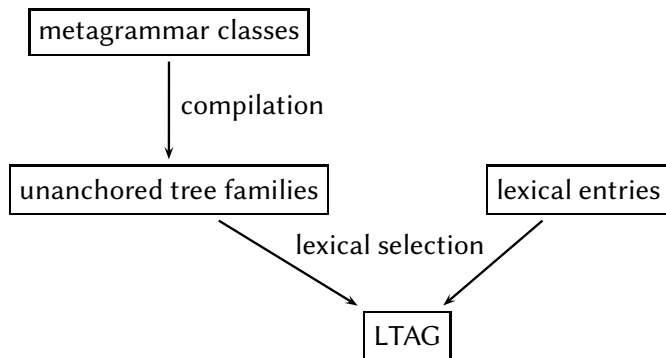 metagrammar classes
compilation
unanchored tree families
lexical entries
lexical selection
LTAG